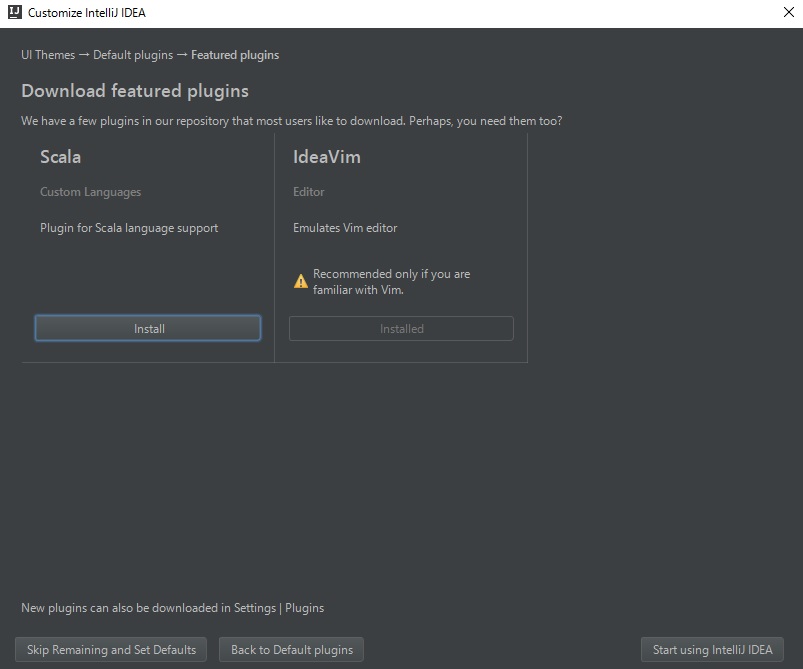 IJ Customize IntelliJ IDEA
UI Themes → Default plugins → Featured plugins
Download featured plugins
We have a few plugins in our repository that most users like to download. Perhaps, you need them too?
Scala
Custom Languages
Plugin for Scala language support
Install
IdeaVim
Editor
Emulates Vim editor
Recommended only if you are
familiar with Vim.
Installed
New plugins can also be downloaded in Settings | Plugins
Skip Remaining and Set Defaults
Back to Default plugins
Start using IntelliJ IDEA